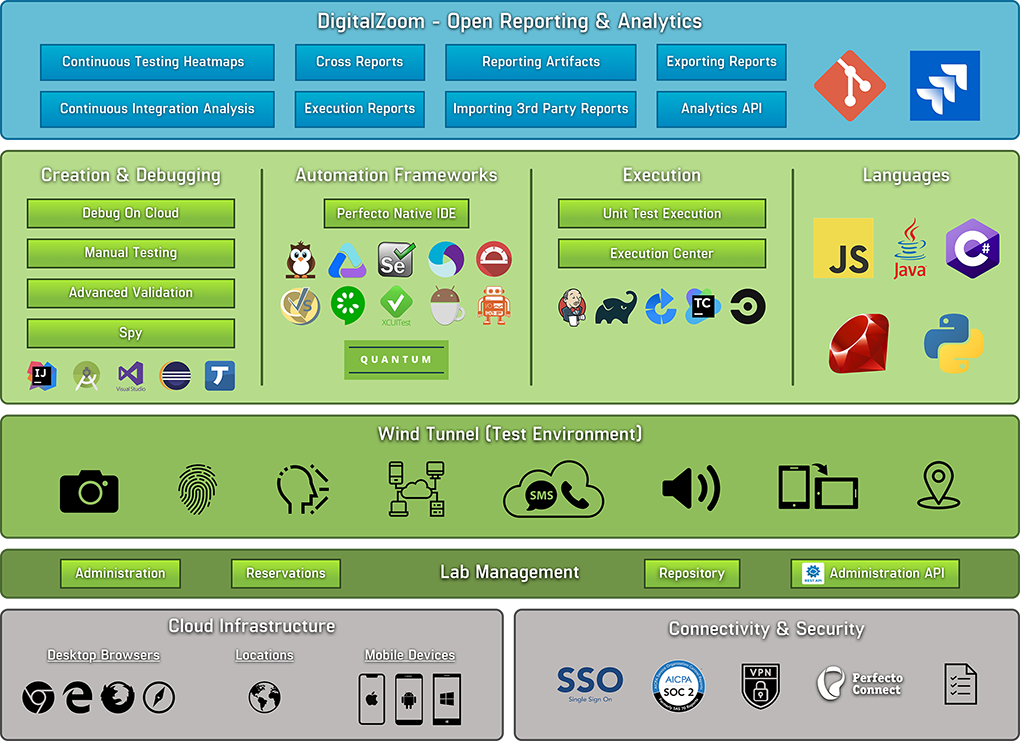 DigitalZoom - Open Reporting & Analytics
Continuous Testing Heatmaps
Cross Reports
Reporting Artifacts
Exporting Reports
Continuous Integration Analysis
Execution Reports
Importing 3rd Party Reports
Analytics API
Creation & Debugging
Debug On Cloud
Manual Testing
Advanced Validation
Spy
IJ
Visual Studio
T
Automation Frameworks
Perfecto Native IDE
Se
XCUITest
QUANTUM
Execution
Unit Test Execution
Execution Center
TC
Languages
JS
Java
C#
Wind Tunnel (Test Environment)
SMS
Administration
Reservations
Lab Management
Repository
REST API
Administration API
Cloud Infrastructure
Desktop Browsers
Locations
Mobile Devices
Connectivity & Security
SSO
Single Sign On
AICPA
SOC 2
VPN
Perfecto
Connect